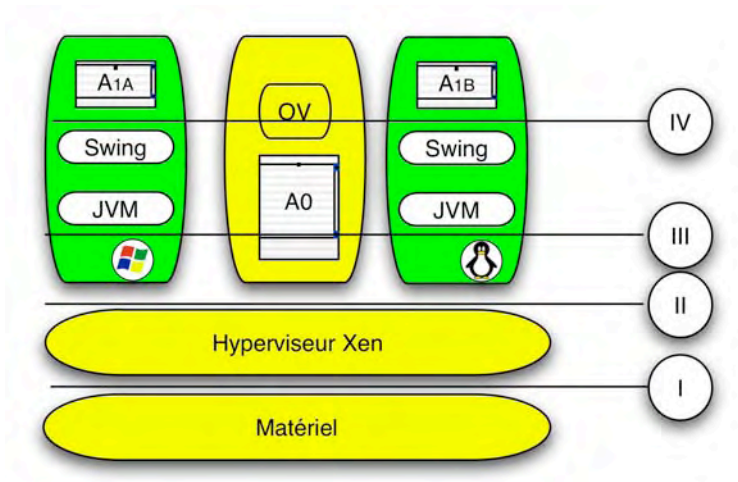 A1A
OV
A1B
IV
Swing
Swing
JVM
A0
JVM
III
II
Hyperviseur Xen
I
Matériel